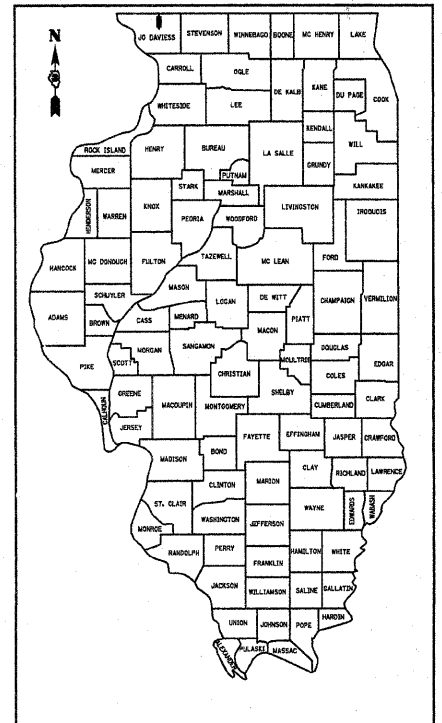 JO DAVIESS STEVENSON WINNEBAGO BOONE MC HENRY LAKE
N
CARROLL OGLE
DE KALB KANE DU PAGE COOK
WHITESIDE LEE
KENDALL WILL
ROCK ISLAND HENRY BUREAU LA SALLE
GRUNDY
MERCER PUTNAM
KANKAKEE
STARK MARSHALL
HENDERSON WARREN KNOX PEORIA WOODFORD LIVINGSTON IROQUOIS
HANCOCK MC DONOUGH FULTON TAZEWELL MC LEAN FORD
MASON
SCHUYLER LOGAN DE WITT CHAMPAIGN VERMILION
ADAMS BROWN CASS MENARD MACON PIATT
MORGAN SANGAMON DOUGLAS
PIKE SCOTT CHRISTIAN MOULTRIE COLES EDGAR
GREENE MACOUPIN MONTGOMERY SHELBY CUMBERLAND CLARK
CALHOUN JERSEY
FAYETTE EFFINGHAM JASPER CRAWFORD
MADISON BOND
CLAY RICHLAND LAWRENCE
CLINTON MARION
ST. CLAIR WAYNE EDWARDS WABASH
WASHINGTON JEFFERSON
MONROE
RANDOLPH PERRY HAMILTON WHITE
FRANKLIN
JACKSON WILLIAMSON SALINE GALLATIN
UNION JOHNSON POPE HARDIN
ALEXANDER PULASKI MASSAC